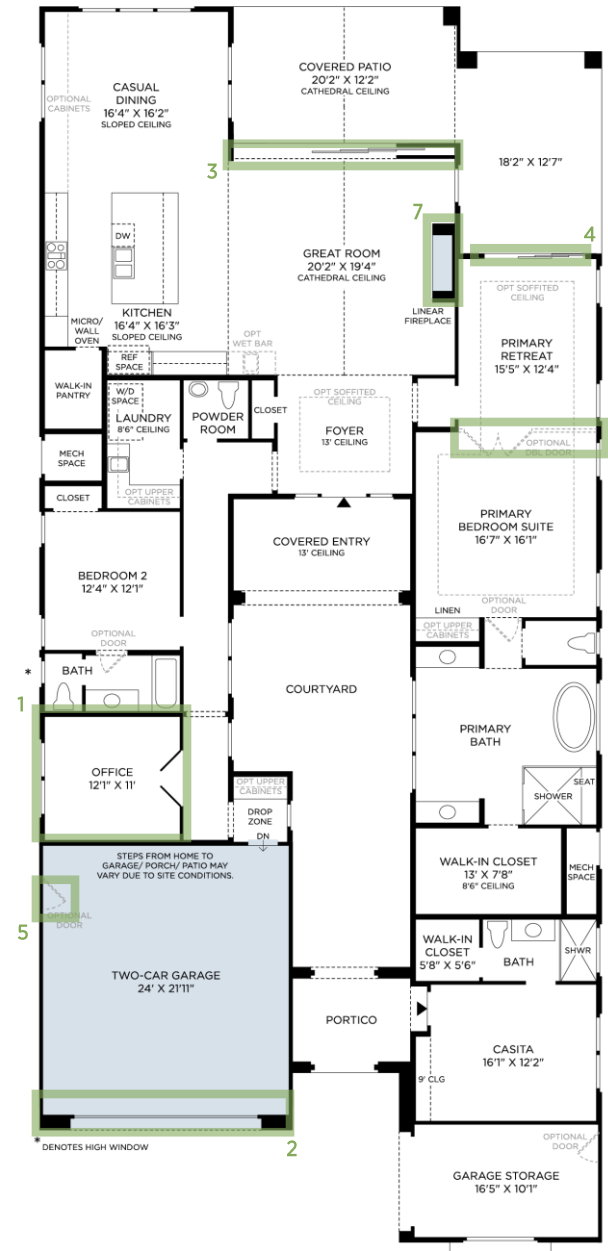 COVERED PATIO
20'2" X 12'2"
CATHEDRAL CEILING
CASUAL
DINING
16'4" X 16'2"
SLOPED CEILING
OPTIONAL
CABINETS
3
18'2" X 12'7"
7
4
DW
GREAT ROOM
20'2" X 19'4"
CATHEDRAL CEILING
OPT SOFFITED
CEILING
LINEAR
FIREPLACE
KITCHEN
16'4" X 16'3"
SLOPED CEILING
MICRO/
WALL
OVEN
OPT
WET BAR
PRIMARY
RETREAT
15'5" X 12'4"
REF
SPACE
WALK-IN
PANTRY
W/D
SPACE
LAUNDRY
8'6" CEILING
POWDER
ROOM
CLOSET
OPT SOFFITED
CEILING
FOYER
13' CEILING
OPTIONAL
DBL DOOR
MECH
SPACE
OPT UPPER
CABINETS
CLOSET
PRIMARY
BEDROOM SUITE
16'7" X 16'1"
COVERED ENTRY
13' CEILING
BEDROOM 2
12'4" X 12'1"
OPTIONAL
DOOR
LINEN
OPT UPPER
CABINETS
OPTIONAL
DOOR
*
BATH
1
COURTYARD
PRIMARY
BATH
OFFICE
12'1" X 11'
OPT UPPER
CABINETS
DROP
ZONE
DN
SEAT
SHOWER
STEPS FROM HOME TO
GARAGE/ PORCH/ PATIO MAY
VARY DUE TO SITE CONDITIONS.
WALK-IN CLOSET
13' X 7'8"
8'6" CEILING
MECH
SPACE
5
OPTIONAL
DOOR
WALK-IN
CLOSET
5'8" X 5'6"
BATH
SHWR
TWO-CAR GARAGE
24' X 21'11"
PORTICO
CASITA
16'1" X 12'2"
9' CLG
2
* DENOTES HIGH WINDOW
OPTIONAL
DOOR
GARAGE STORAGE
16'5" X 10'1"